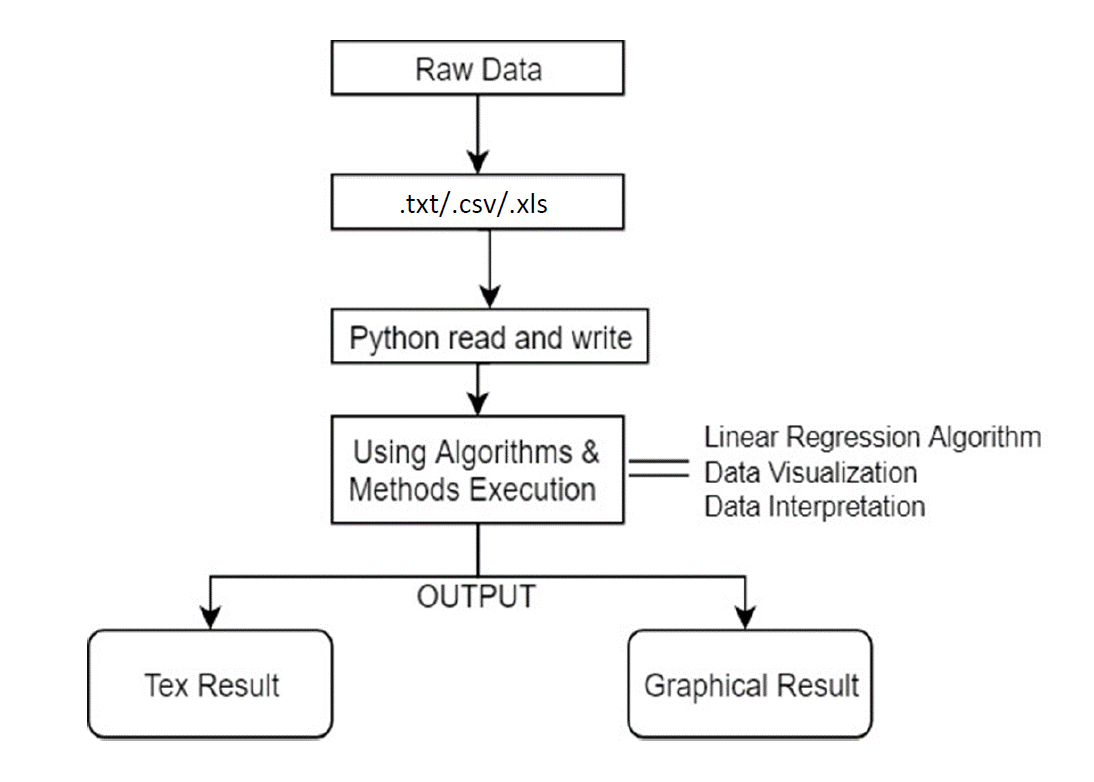 Raw Data
.txt/.csv/.xls
Python read and write
Using Algorithms &
Methods Execution
Linear Regression Algorithm
Data Visualization
Data Interpretation
OUTPUT
Tex Result
Graphical Result